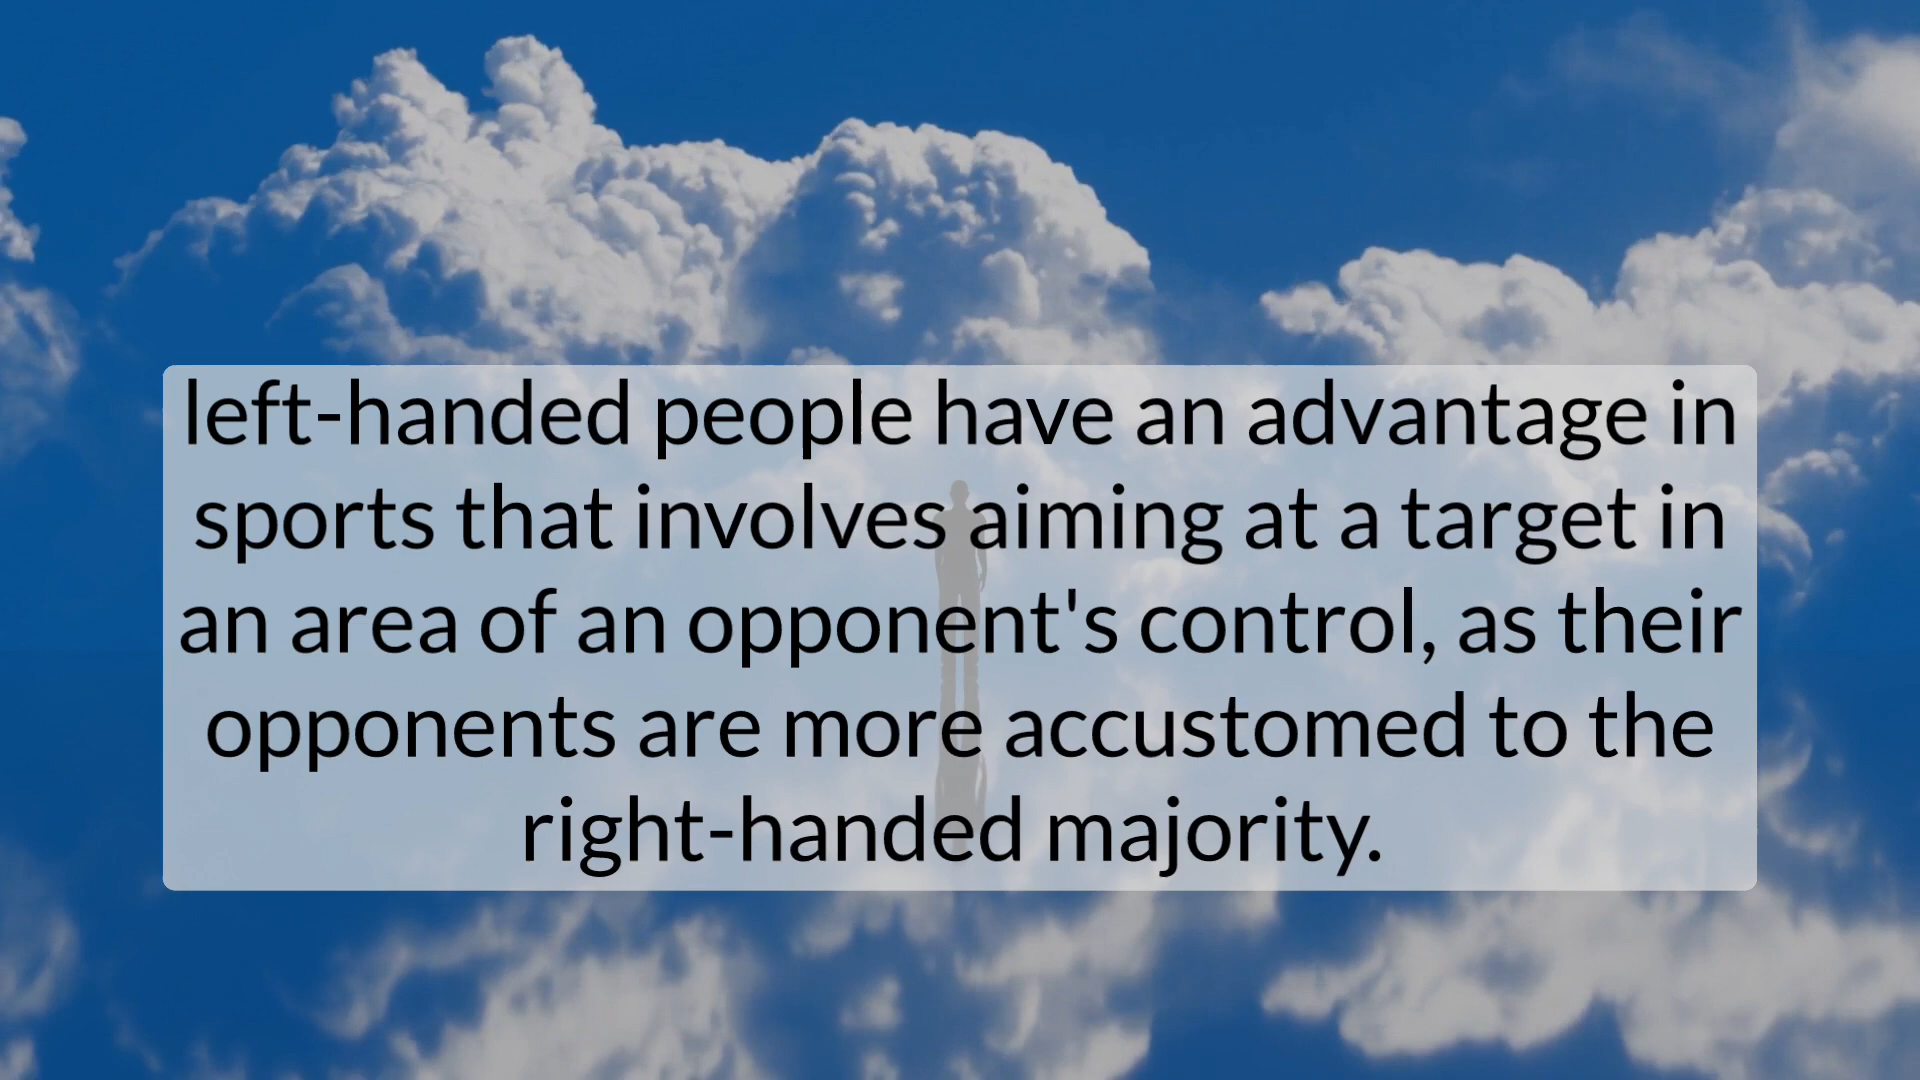 left-handed people have an advantage in
sports that involves aiming at a target in
an area of an opponent's control, as their
opponents are more accustomed to the
right-handed majority.